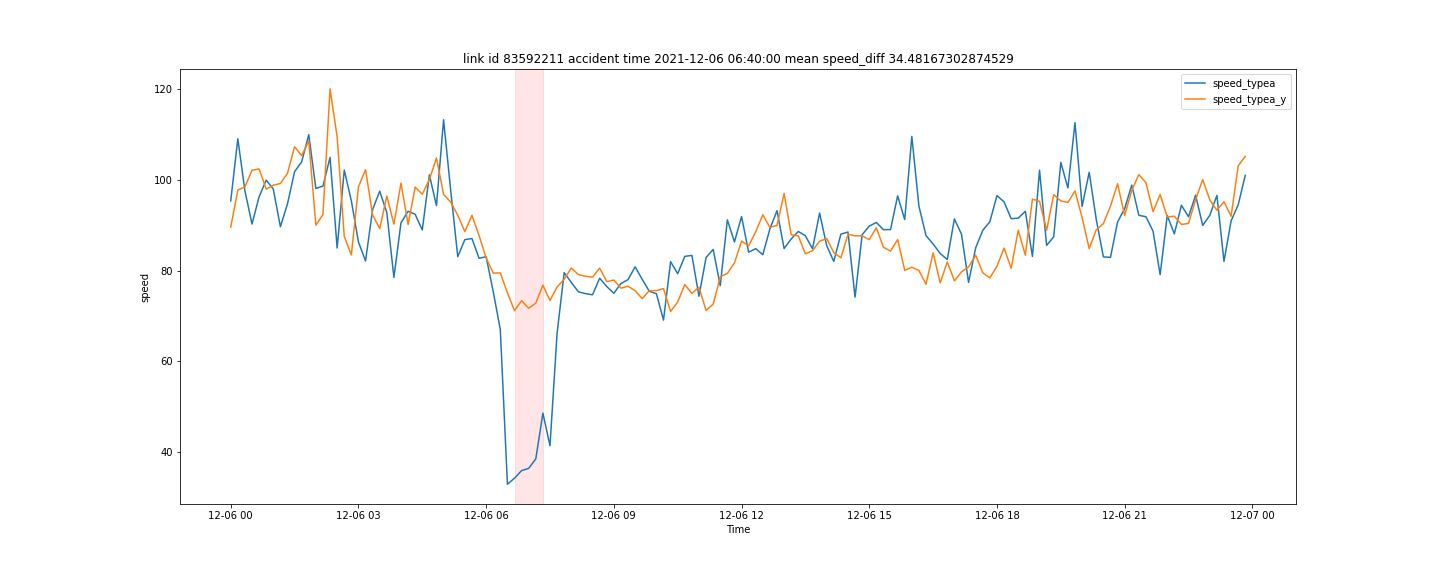 link id 83592211 accident time 2021-12-06 06:40:00 mean speed_diff 34.48167302874529
speed_typea
speed_typea_y
120
100
80
60
40
speed
12-06 00 12-06 03 12-06 06 12-06 09 12-06 12 12-06 15 12-06 18 12-06 21 12-07 00
Time